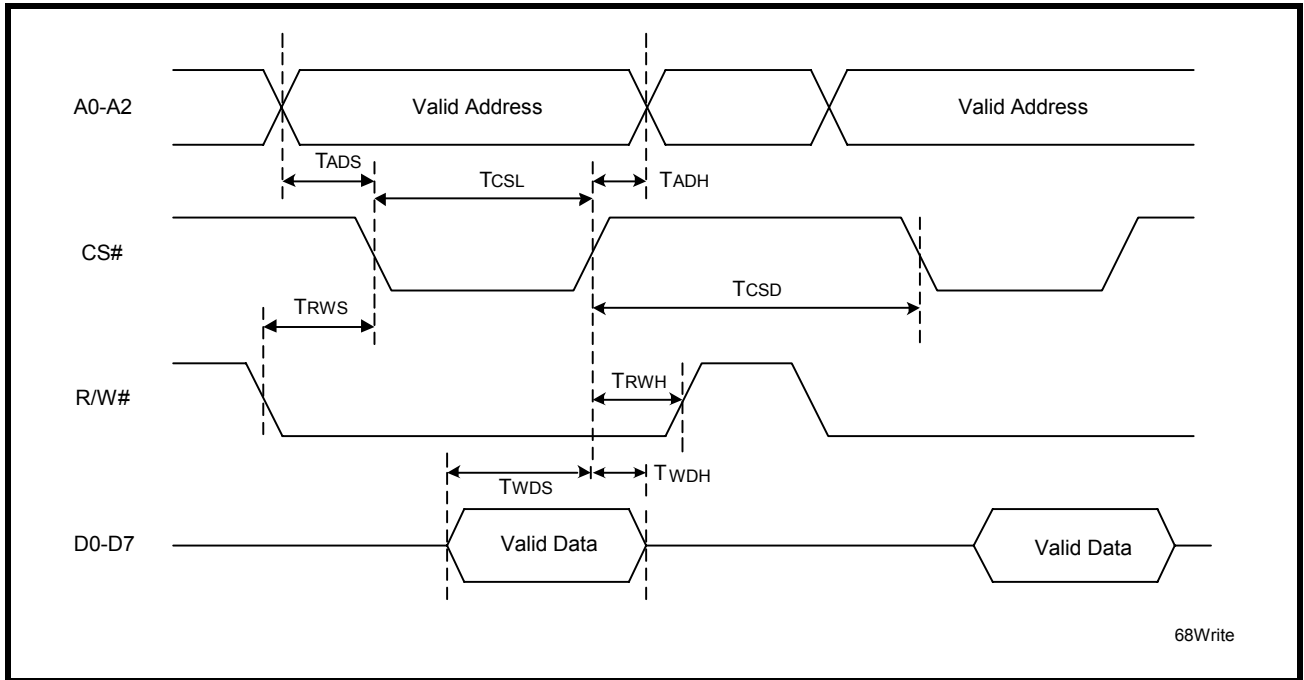 A0-A2
Valid Address
Valid Address
TADS
TCSL
TADH
CS#
TCSD
TRWS
TRWH
R/W#
TWDS
TWDH
D0-D7
Valid Data
Valid Data
68Write